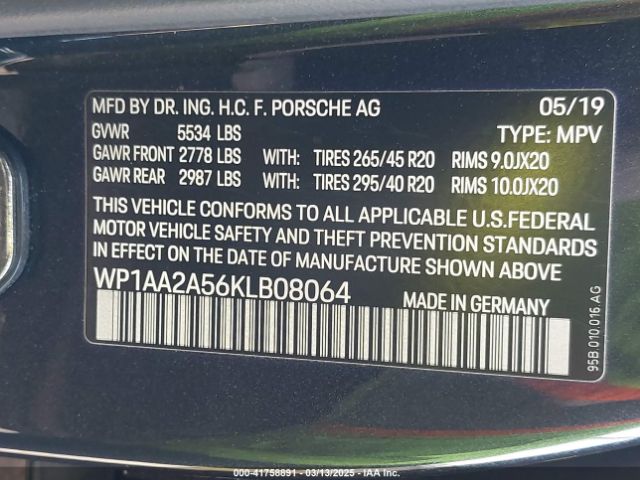 MFD BY DR. ING. H.C. F. PORSCHE AG 05/19
GVWR 5534 LBS TYPE: MPV
GAWR FRONT 2778 LBS WITH: TIRES 265/45 R20 RIMS 9.0JX20
GAWR REAR 2987 LBS WITH: TIRES 295/40 R20 RIMS 10.0JX20
THIS VEHICLE CONFORMS TO ALL APPLICABLE U.S.FEDERAL
MOTOR VEHICLE SAFETY AND THEFT PREVENTION STANDARDS
IN EFFECT ON THE DATE OF MANUFACTURE SHOWN ABOVE
WP1AA2A56KLB08064 MADE IN GERMANY
95B.010.016.AG
000-41758891 - 03/13/2025 - IAA Inc.